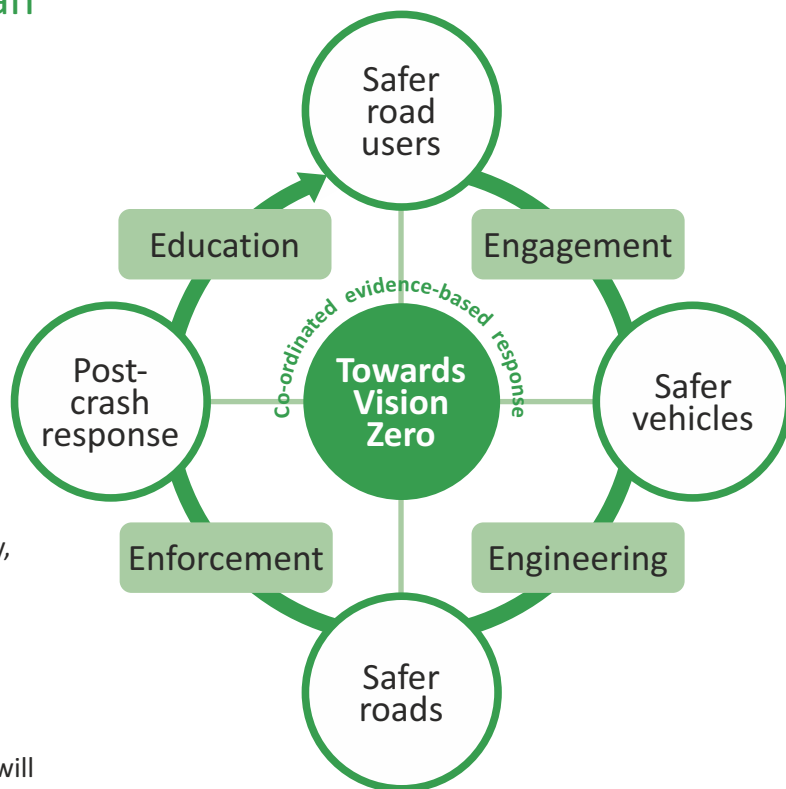 an
Safer
road
users
Education
Engagement
Co-ordinated evidence-based response
Post-
crash
response
Towards
Vision
Zero
Safer
vehicles
y,
Enforcement
Engineering
Safer
roads
will